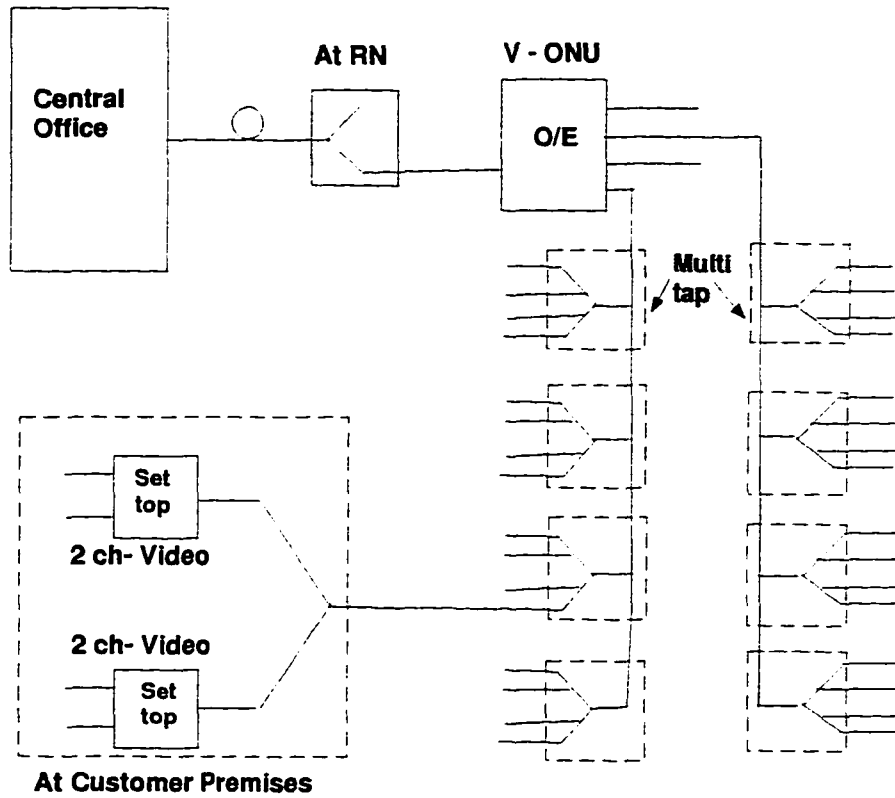 At RN
V - ONU
Central
Office
O/E
Multi
tap
Set
top
2 ch- Video
2 ch- Video
Set
top
At Customer Premises